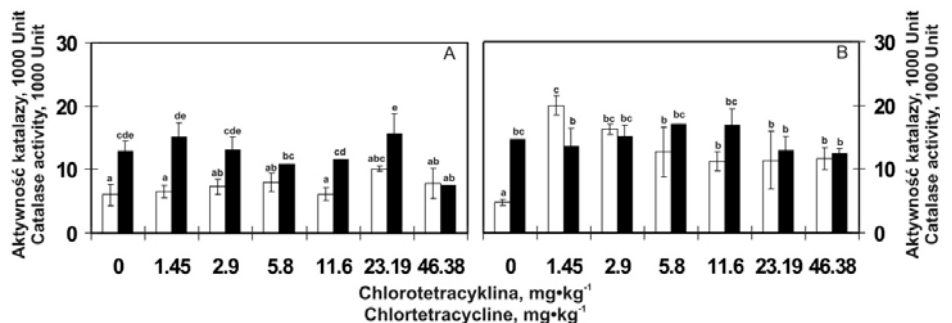 Aktywność katalazy, 1000 Unit
Catalase activity, 1000 Unit
30
20
10
0
A
cde
a
de
a
cde
ab
bc
ab
cd
a
e
abc
ab
ab
0 1.45 2.9 5.8 11.6 23.19 46.38
B
bc
a
c
b
bc
bc
b
bc
b
bc
b
b
b
b
0 1.45 2.9 5.8 11.6 23.19 46.38
30
20
10
0
Aktywność katalazy, 1000 Unit
Catalase activity, 1000 Unit
Chlorotetracyklina, mg•kg⁻¹
Chlortetracycline, mg•kg⁻¹